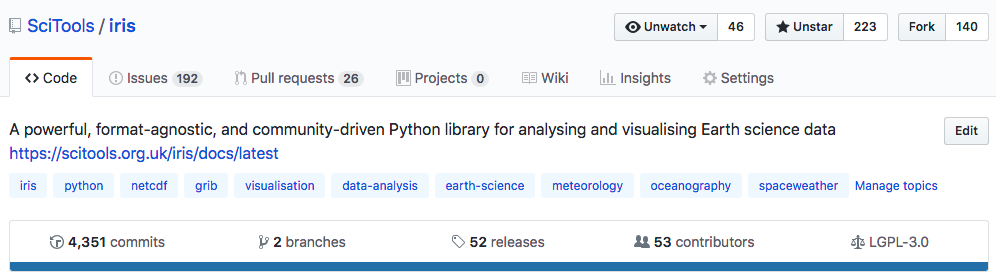 SciTools / iris Unwatch 46 Unstar 223 Fork 140
Code Issues 192 Pull requests 26 Projects 0 Wiki Insights Settings
A powerful, format-agnostic, and community-driven Python library for analysing and visualising Earth science data Edit
https://scitools.org.uk/iris/docs/latest
iris python netcdf grib visualisation data-analysis earth-science meteorology oceanography spaceweather Manage topics
4,351 commits 2 branches 52 releases 53 contributors LGPL-3.0